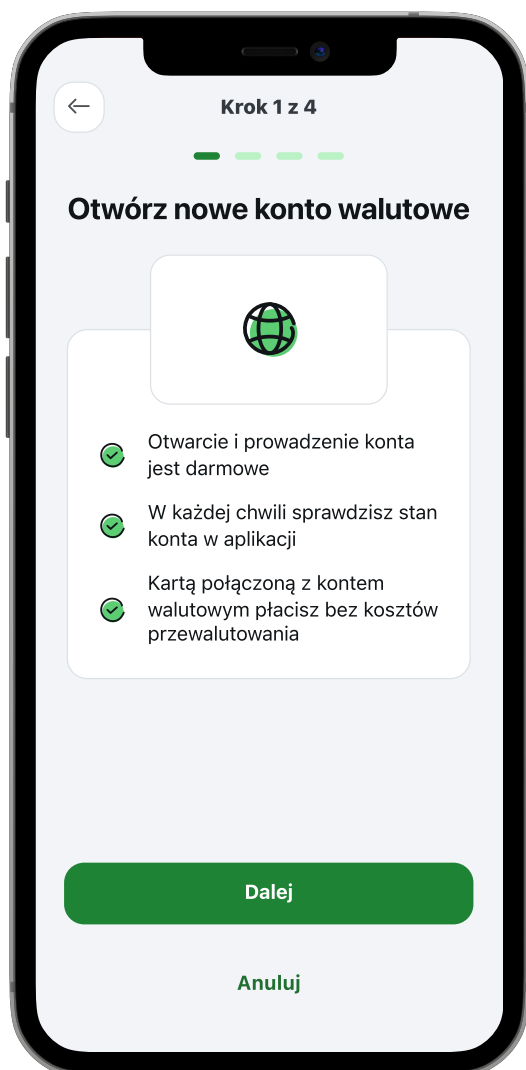 Krok 1 z 4
Otwórz nowe konto walutowe
Otwarcie i prowadzenie konta
jest darmowe
W każdej chwili sprawdzisz stan
konta w aplikacji
Kartą połączoną z kontem
walutowym płacisz bez kosztów
przewalutowania
Dalej
Anuluj